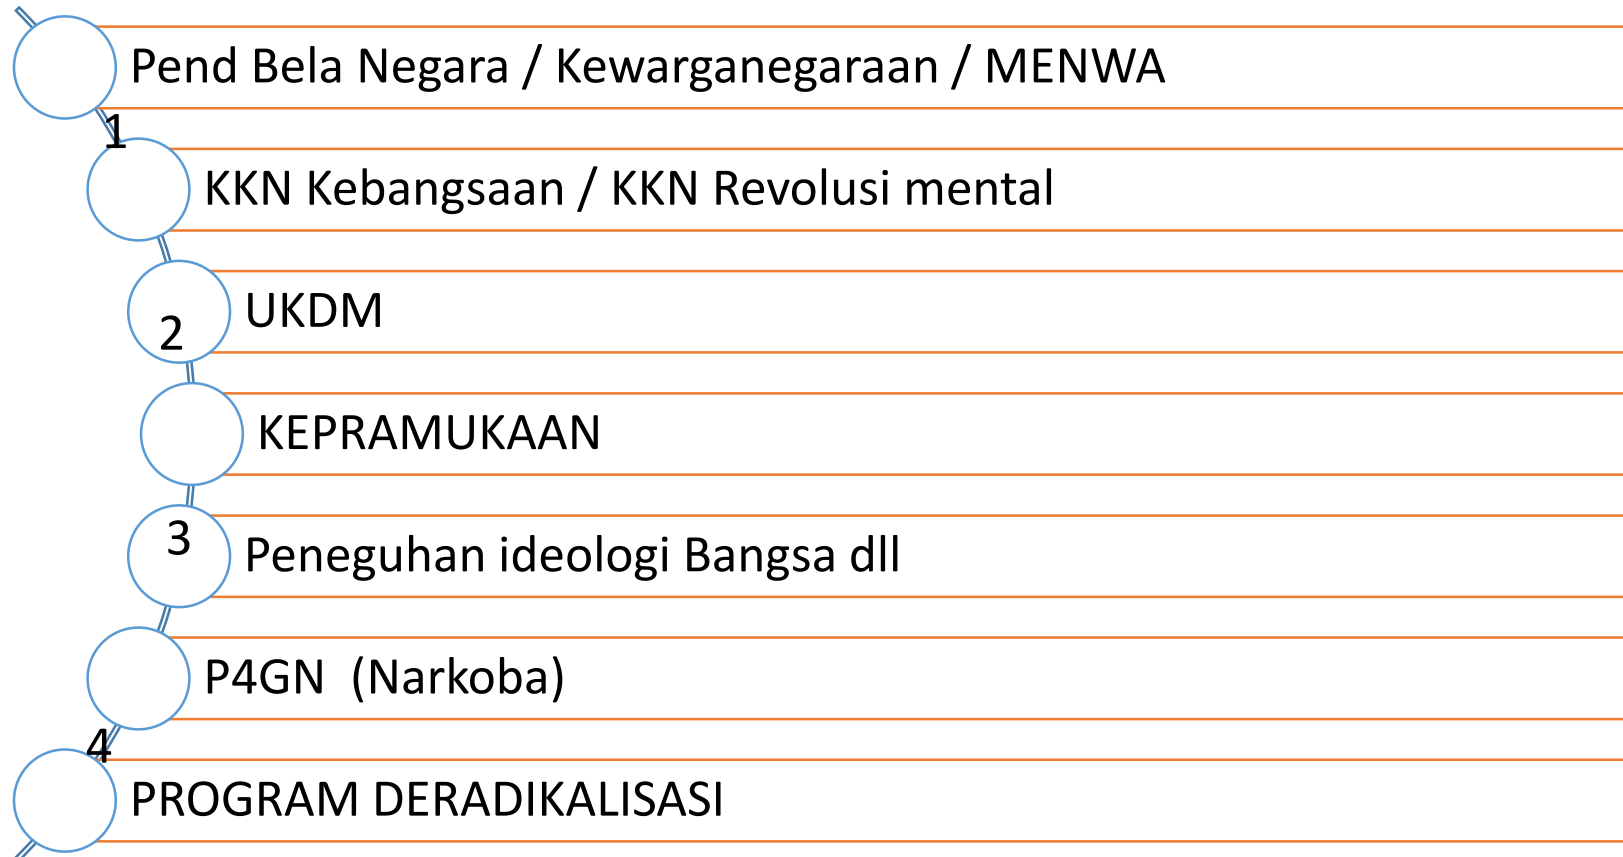 Pend Bela Negara / Kewarganegaraan / MENWA
1
KKN Kebangsaan / KKN Revolusi mental
UKDM
2
KEPRAMUKAAN
3
Peneguhan ideologi Bangsa dll
P4GN  (Narkoba)
4
PROGRAM DERADIKALISASI